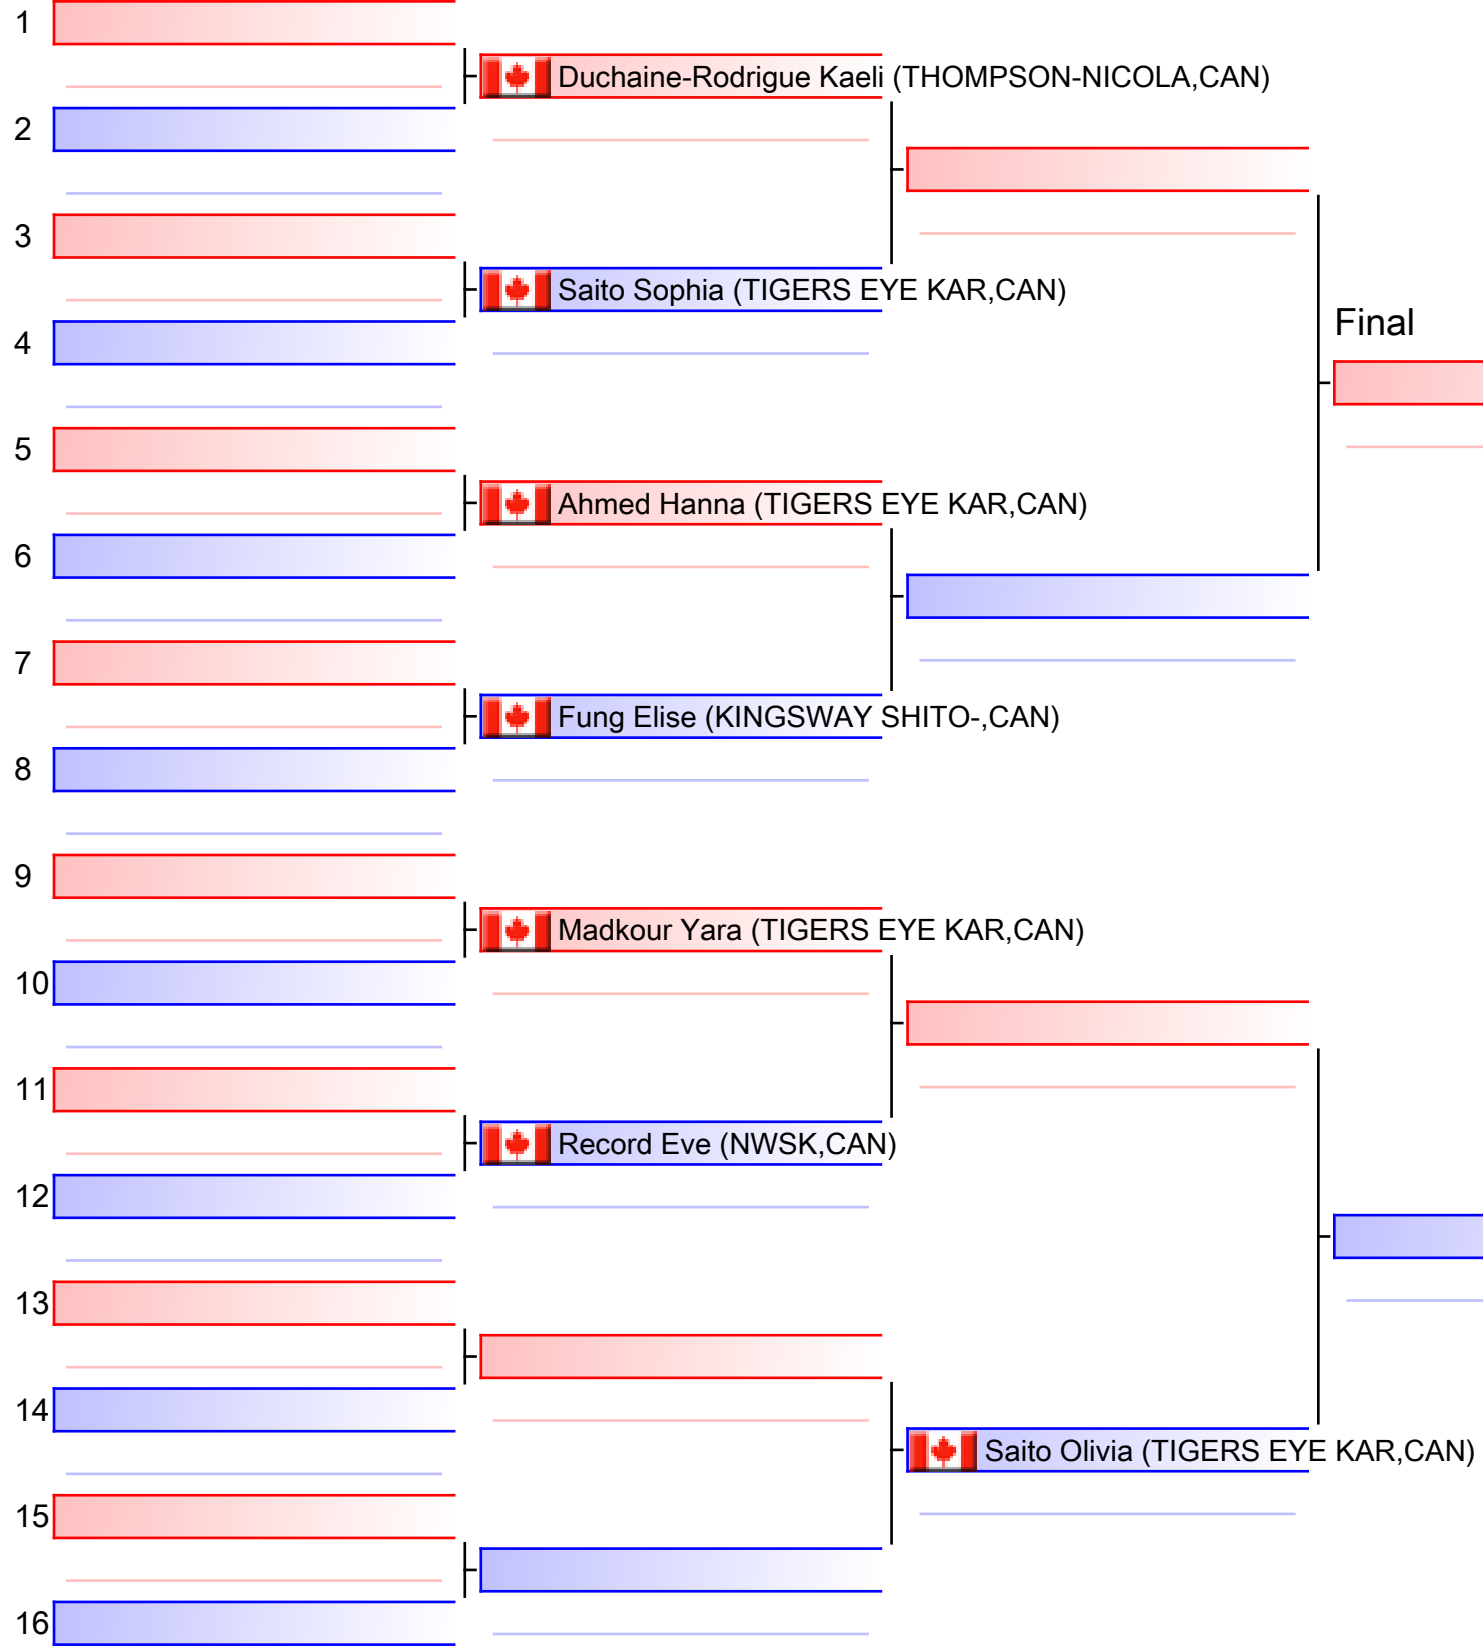 1
Duchaine-Rodrigue Kaeli (THOMPSON-NICOLA,CAN)
2
3
Saito Sophia (TIGERS EYE KAR,CAN)
Final
4
5
Ahmed Hanna (TIGERS EYE KAR,CAN)
6
7
Fung Elise (KINGSWAY SHITO-,CAN)
8
9
Madkour Yara (TIGERS EYE KAR,CAN)
10
11
Record Eve (NWSK,CAN)
12
13
14
Saito Olivia (TIGERS EYE KAR,CAN)
15
16